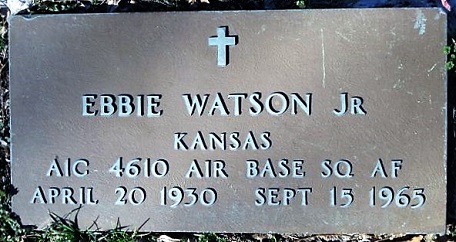 EBBIE WATSON JR
KANSAS
A1C 4610 AIR BASE SQ AF
APRIL 20 1930 SEPT 15 1965